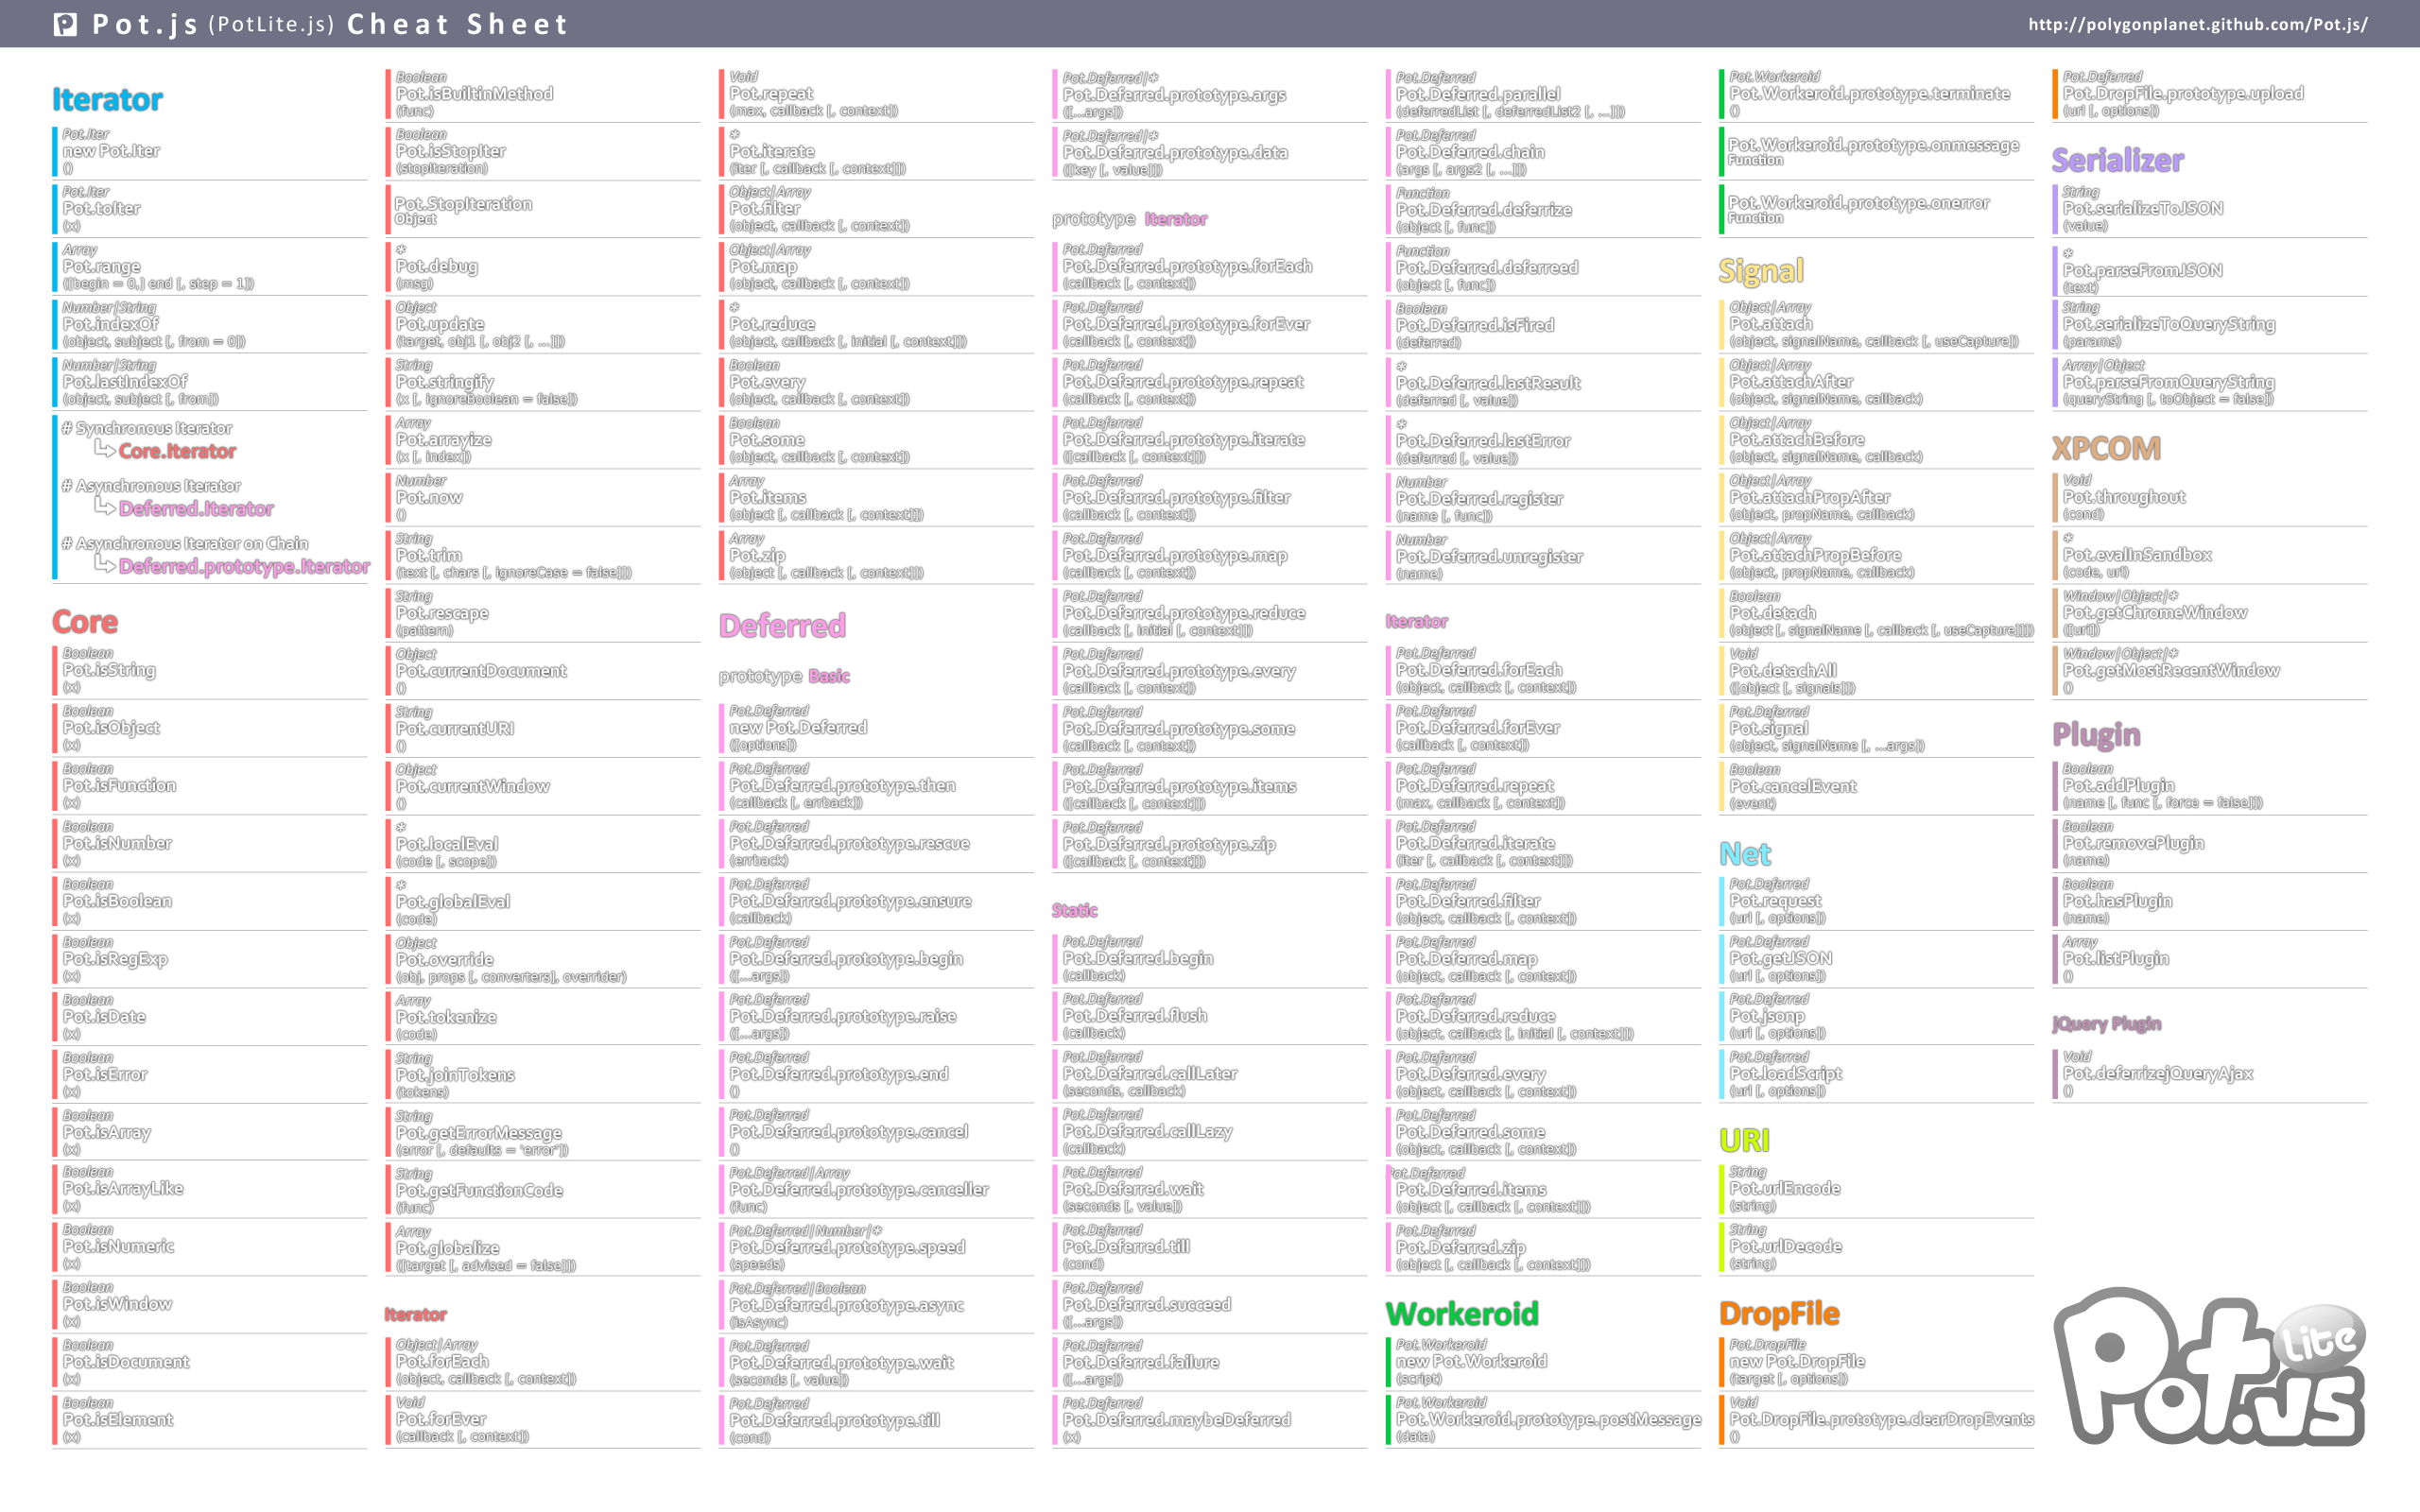 Pot.js (PotLite.js) Cheat Sheet
http://polygonplanet.github.com/Pot.js/
Iterator
Pot.Iter
new Pot.Iter
()
Pot.Iter
Pot.toIter
(x)
Array
Pot.range
([begin = 0,] end [, step = 1])
Number|String
Pot.indexOf
(object, subject [, from = 0])
Number|String
Pot.lastIndexOf
(object, subject [, from])
# Synchronous Iterator
Core.Iterator
# Asynchronous Iterator
Deferred.Iterator
# Asynchronous Iterator on Chain
Deferred.prototype.Iterator
Core
Boolean
Pot.isString
(x)
Boolean
Pot.isObject
(x)
Boolean
Pot.isFunction
(x)
Boolean
Pot.isNumber
(x)
Boolean
Pot.isBoolean
(x)
Boolean
Pot.isRegExp
(x)
Boolean
Pot.isDate
(x)
Boolean
Pot.isError
(x)
Boolean
Pot.isArray
(x)
Boolean
Pot.isArrayLike
(x)
Boolean
Pot.isNumeric
(x)
Boolean
Pot.isWindow
(x)
Boolean
Pot.isDocument
(x)
Boolean
Pot.isElement
(x)
Boolean
Pot.isBuiltinMethod
(func)
Boolean
Pot.isStopIter
(stopIteration)
Pot.StopIteration
Object
*
Pot.debug
(msg)
Object
Pot.update
(target, obj1 [, obj2 [, ...]])
String
Pot.stringify
(x [, ignoreBoolean = false])
Array
Pot.arrayize
(x [, index])
Number
Pot.now
()
String
Pot.trim
(text [, chars [, ignoreCase = false]])
String
Pot.rescape
(pattern)
Object
Pot.currentDocument
()
String
Pot.currentURI
()
Object
Pot.currentWindow
()
*
Pot.localEval
(code [, scope])
*
Pot.globalEval
(code)
Object
Pot.override
(obj, props [, converters], overrider)
Array
Pot.tokenize
(code)
String
Pot.joinTokens
(tokens)
String
Pot.getErrorMessage
(error [, defaults = 'error'])
String
Pot.getFunctionCode
(func)
Array
Pot.globalize
([target [, advised = false]])
Iterator
Object|Array
Pot.forEach
(object, callback [, context])
Void
Pot.forEver
(callback [, context])
Void
Pot.repeat
(max, callback [, context])
*
Pot.iterate
(iter [, callback [, context]])
Object|Array
Pot.filter
(object, callback [, context])
Object|Array
Pot.map
(object, callback [, context])
*
Pot.reduce
(object, callback [, initial [, context]])
Boolean
Pot.every
(object, callback [, context])
Boolean
Pot.some
(object, callback [, context])
Array
Pot.items
(object [, callback [, context]])
Array
Pot.zip
(object [, callback [, context]])
Deferred
prototype Basic
Pot.Deferred
new Pot.Deferred
([options])
Pot.Deferred
Pot.Deferred.prototype.then
(callback [, errback])
Pot.Deferred
Pot.Deferred.prototype.rescue
(errback)
Pot.Deferred
Pot.Deferred.prototype.ensure
(callback)
Pot.Deferred
Pot.Deferred.prototype.begin
([...args])
Pot.Deferred
Pot.Deferred.prototype.raise
([...args])
Pot.Deferred
Pot.Deferred.prototype.end
()
Pot.Deferred
Pot.Deferred.prototype.cancel
()
Pot.Deferred|Array
Pot.Deferred.prototype.canceller
(func)
Pot.Deferred|Number|*
Pot.Deferred.prototype.speed
(speeds)
Pot.Deferred|Boolean
Pot.Deferred.prototype.async
(isAsync)
Pot.Deferred
Pot.Deferred.prototype.wait
(seconds [, value])
Pot.Deferred
Pot.Deferred.prototype.till
(cond)
Pot.Deferred|*
Pot.Deferred.prototype.args
([...args])
Pot.Deferred|*
Pot.Deferred.prototype.data
([key [, value]])
prototype Iterator
Pot.Deferred
Pot.Deferred.prototype.forEach
(callback [, context])
Pot.Deferred
Pot.Deferred.prototype.forEver
(callback [, context])
Pot.Deferred
Pot.Deferred.prototype.repeat
(callback [, context])
Pot.Deferred
Pot.Deferred.prototype.iterate
([callback [, context]])
Pot.Deferred
Pot.Deferred.prototype.filter
(callback [, context])
Pot.Deferred
Pot.Deferred.prototype.map
(callback [, context])
Pot.Deferred
Pot.Deferred.prototype.reduce
(callback [, initial [, context]])
Pot.Deferred
Pot.Deferred.prototype.every
(callback [, context])
Pot.Deferred
Pot.Deferred.prototype.some
(callback [, context])
Pot.Deferred
Pot.Deferred.prototype.items
([callback [, context]])
Pot.Deferred
Pot.Deferred.prototype.zip
([callback [, context]])
Static
Pot.Deferred
Pot.Deferred.begin
(callback)
Pot.Deferred
Pot.Deferred.flush
(callback)
Pot.Deferred
Pot.Deferred.callLater
(seconds, callback)
Pot.Deferred
Pot.Deferred.callLazy
(callback)
Pot.Deferred
Pot.Deferred.wait
(seconds [, value])
Pot.Deferred
Pot.Deferred.till
(cond)
Pot.Deferred
Pot.Deferred.succeed
([...args])
Pot.Deferred
Pot.Deferred.failure
([...args])
Pot.Deferred
Pot.Deferred.maybeDeferred
(x)
Pot.Deferred
Pot.Deferred.parallel
(deferredList [, deferredList2 [, ...]])
Pot.Deferred
Pot.Deferred.chain
(args [, args2 [, ...]])
Function
Pot.Deferred.deferrize
(object [, func])
Function
Pot.Deferred.deferreed
(object [, func])
Boolean
Pot.Deferred.isFired
(deferred)
*
Pot.Deferred.lastResult
(deferred [, value])
*
Pot.Deferred.lastError
(deferred [, value])
Number
Pot.Deferred.register
(name [, func])
Number
Pot.Deferred.unregister
(name)
Iterator
Pot.Deferred
Pot.Deferred.forEach
(object, callback [, context])
Pot.Deferred
Pot.Deferred.forEver
(callback [, context])
Pot.Deferred
Pot.Deferred.repeat
(max, callback [, context])
Pot.Deferred
Pot.Deferred.iterate
(iter [, callback [, context]])
Pot.Deferred
Pot.Deferred.filter
(object, callback [, context])
Pot.Deferred
Pot.Deferred.map
(object, callback [, context])
Pot.Deferred
Pot.Deferred.reduce
(object, callback [, initial [, context]])
Pot.Deferred
Pot.Deferred.every
(object, callback [, context])
Pot.Deferred
Pot.Deferred.some
(object, callback [, context])
Pot.Deferred
Pot.Deferred.items
(object [, callback [, context]])
Pot.Deferred
Pot.Deferred.zip
(object [, callback [, context]])
Workeroid
Pot.Workeroid
new Pot.Workeroid
(script)
Pot.Workeroid
Pot.Workeroid.prototype.postMessage
(data)
Pot.Workeroid
Pot.Workeroid.prototype.terminate
()
Pot.Workeroid.prototype.onmessage
Function
Pot.Workeroid.prototype.onerror
Function
Signal
Object|Array
Pot.attach
(object, signalName, callback [, useCapture])
Object|Array
Pot.attachAfter
(object, signalName, callback)
Object|Array
Pot.attachBefore
(object, signalName, callback)
Object|Array
Pot.attachPropAfter
(object, propName, callback)
Object|Array
Pot.attachPropBefore
(object, propName, callback)
Boolean
Pot.detach
(object [, signalName [, callback [, useCapture]]])
Void
Pot.detachAll
([object [, signals]])
Pot.Deferred
Pot.signal
(object, signalName [, ...args])
Boolean
Pot.cancelEvent
(event)
Net
Pot.Deferred
Pot.request
(url [, options])
Pot.Deferred
Pot.getJSON
(url [, options])
Pot.Deferred
Pot.jsonp
(url [, options])
Pot.Deferred
Pot.loadScript
(url [, options])
URI
String
Pot.urlEncode
(string)
String
Pot.urlDecode
(string)
DropFile
Pot.DropFile
new Pot.DropFile
(target [, options])
Void
Pot.DropFile.prototype.clearDropEvents
()
Pot.Deferred
Pot.DropFile.prototype.upload
(url [, options])
Serializer
String
Pot.serializeToJSON
(value)
*
Pot.parseFromJSON
(text)
String
Pot.serializeToQueryString
(params)
Array|Object
Pot.parseFromQueryString
(queryString [, toObject = false])
XPCOM
Void
Pot.throughout
(cond)
*
Pot.evalInSandbox
(code, url)
Window|Object|*
Pot.getChromeWindow
([uri])
Window|Object|*
Pot.getMostRecentWindow
()
Plugin
Boolean
Pot.addPlugin
(name [, func [, force = false]])
Boolean
Pot.removePlugin
(name)
Boolean
Pot.hasPlugin
(name)
Array
Pot.listPlugin
()
jQuery Plugin
Void
Pot.deferrizejQueryAjax
()
Pot.JS
Lite